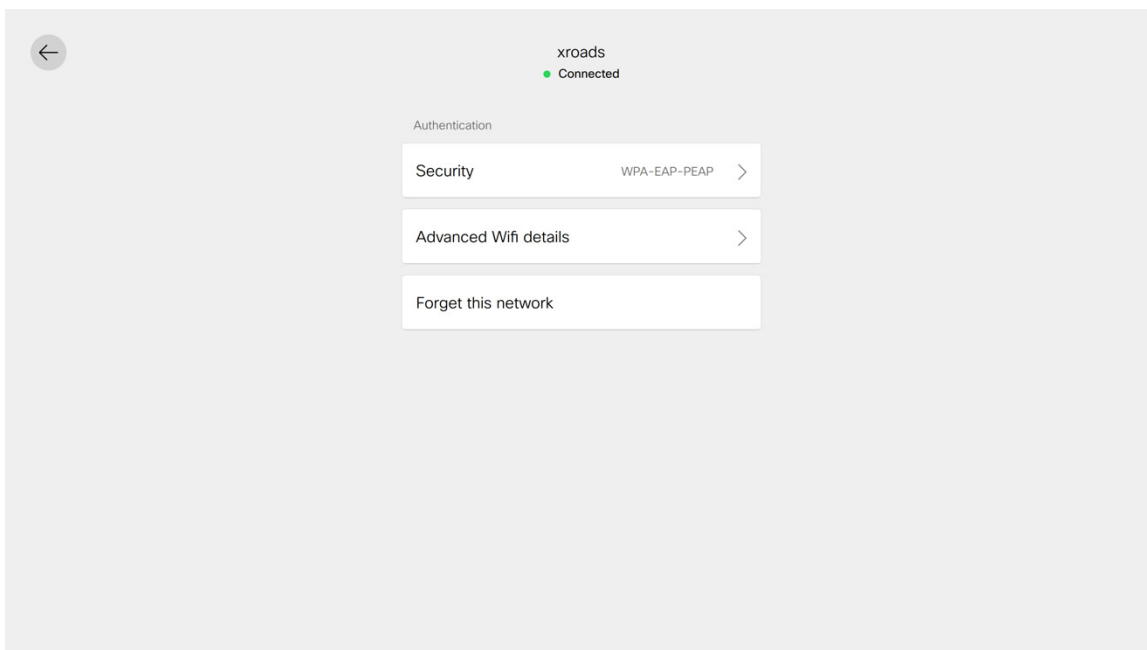 xroads
Connected
Authentication
Security WPA-EAP-PEAP
Advanced Wifi details
Forget this network